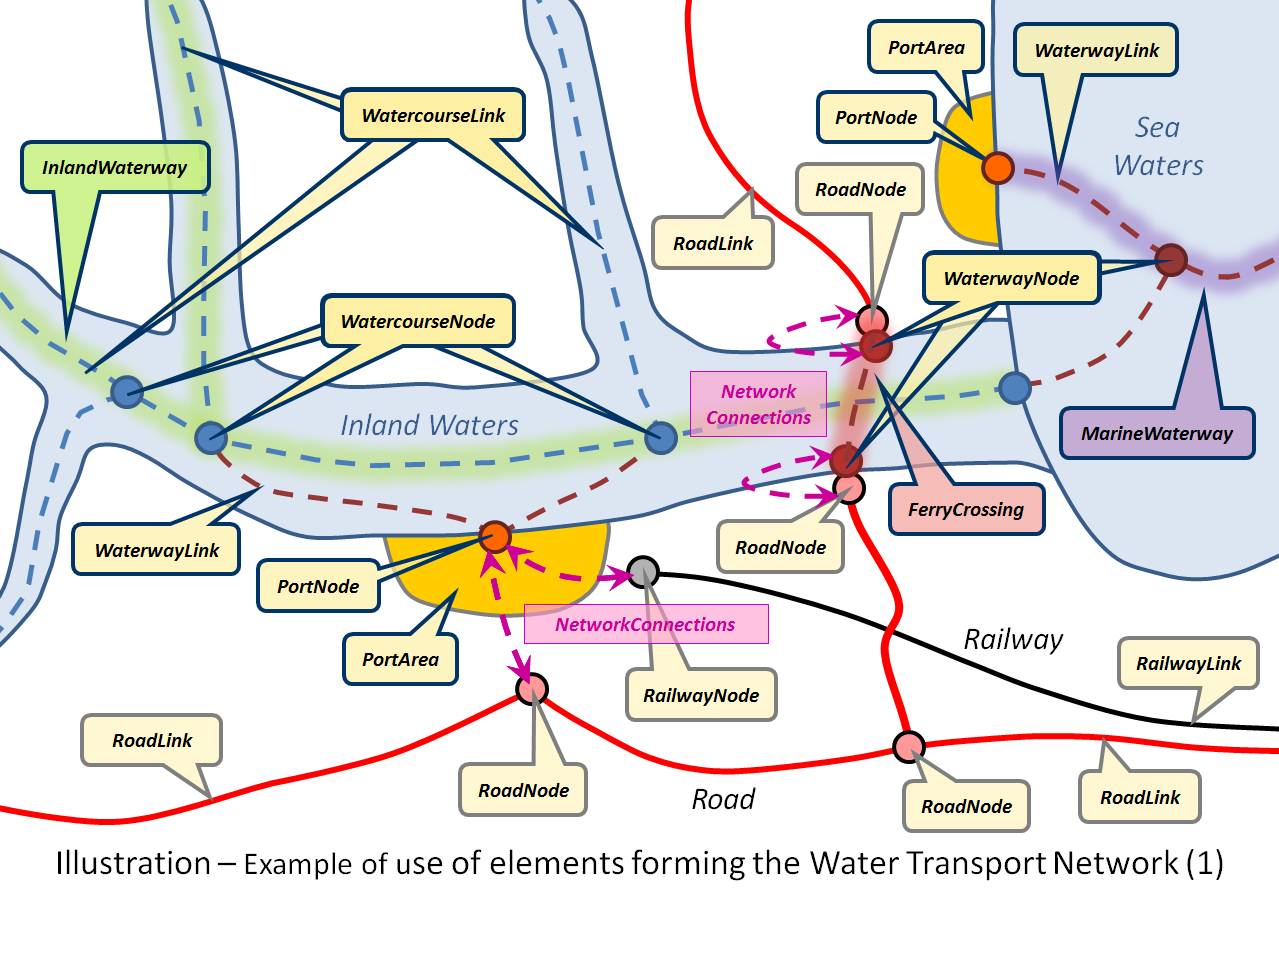 PortArea
WaterwayLink
WatercourseLink
PortNode
Sea
Waters
InlandWaterway
RoadNode
RoadLink
WaterwayNode
WatercourseNode
Network
Connections
Inland Waters
MarineWaterway
FerryCrossing
WaterwayLink
RoadNode
PortNode
NetworkConnections
Railway
PortArea
RailwayLink
RailwayNode
RoadLink
RoadNode
Road
RoadNode
RoadLink
Illustration – Example of use of elements forming the Water Transport Network (1)